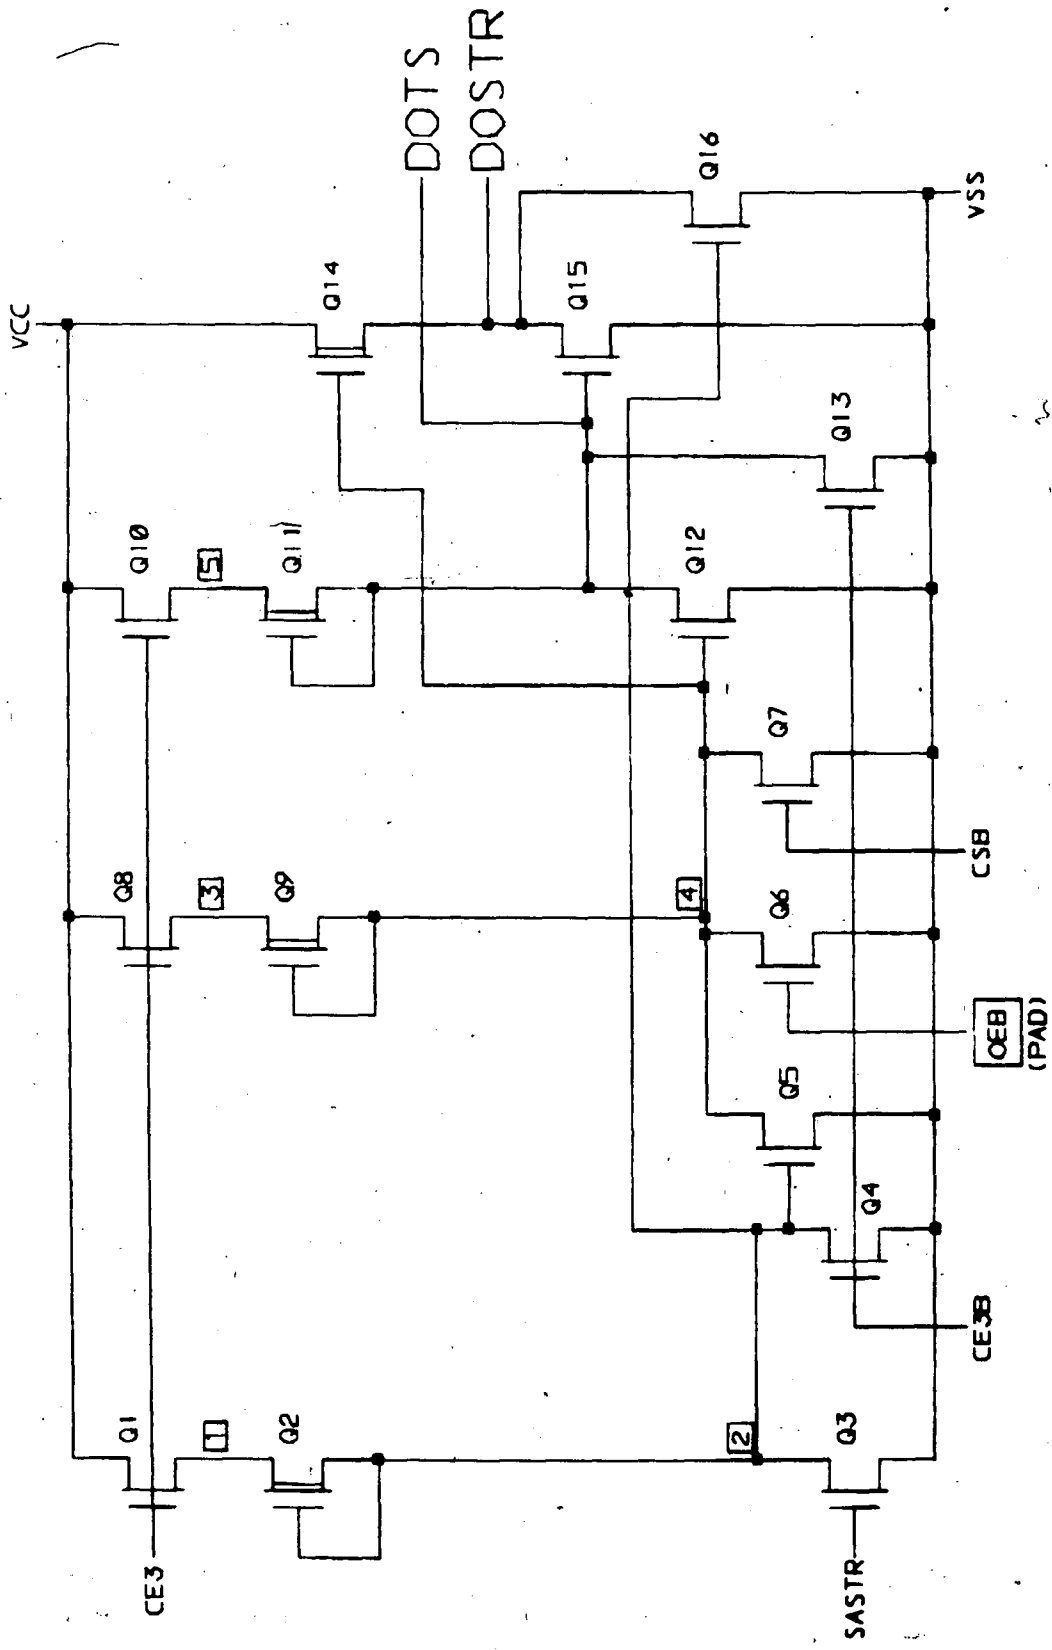 DOTS
DOSTR
VCC
Q14
Q16
Q15
VSS
Q10
5
Q11
Q13
Q12
Q8
3
Q9
Q7
4
Q6
CSB
OEB
(PAD)
Q5
Q4
Q1
1
Q2
2
Q3
CE3B
CE3
SASTR